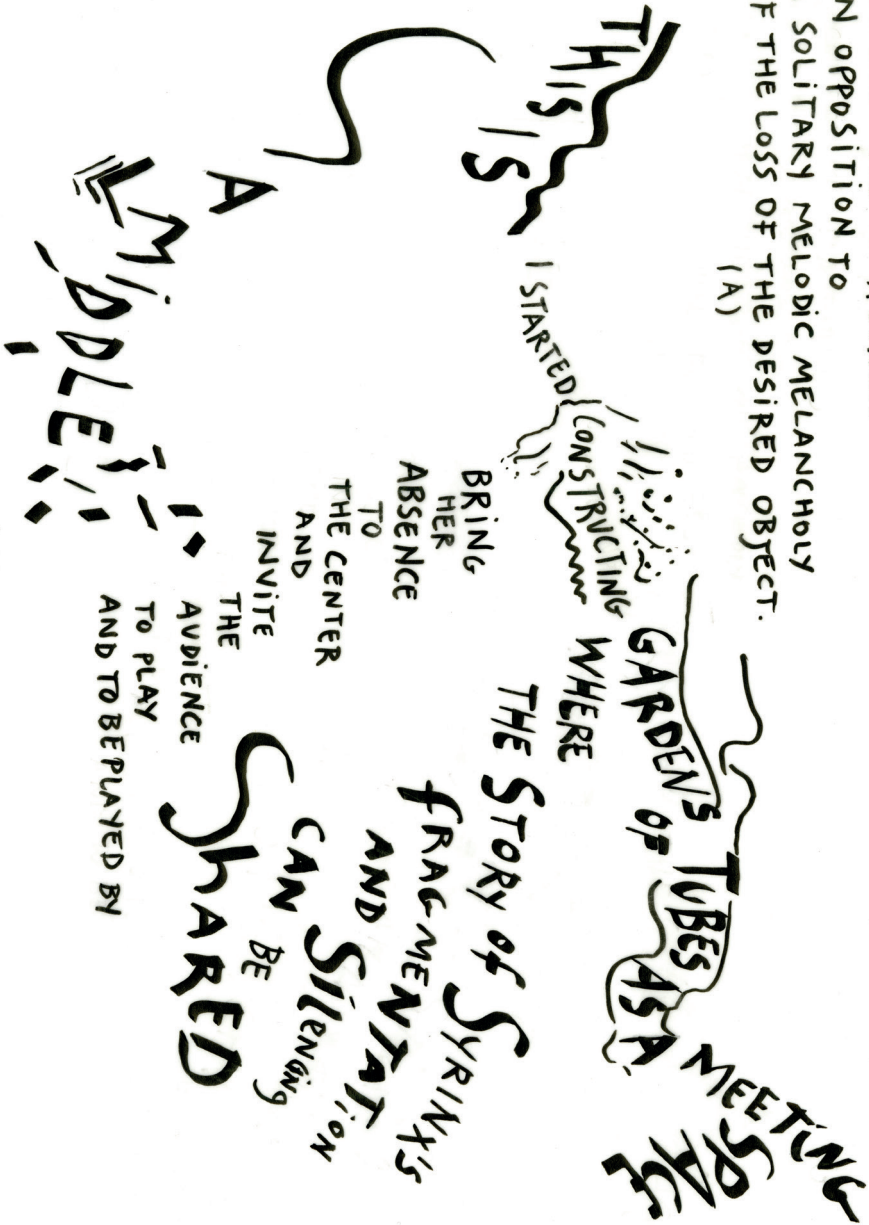 N OPPOSITION TO
SOLITARY MELODIC MELANCHOLY
F THE LOSS OF THE DESIRED OBJECT.
(A)
THIS IS
A
MIDDLE
I STARTED
CONSTRUCTING
GARDENS OF
TUBES
AS A
MEETING
SPACE
WHERE
THE STORY OF SYRINX'S
FRAGMENTATION
AND SILENCING
CAN BE
SHARED
BRING
HER
ABSENCE
TO
THE CENTER
AND
INVITE
THE
AUDIENCE
TO PLAY
AND TO BE PLAYED BY